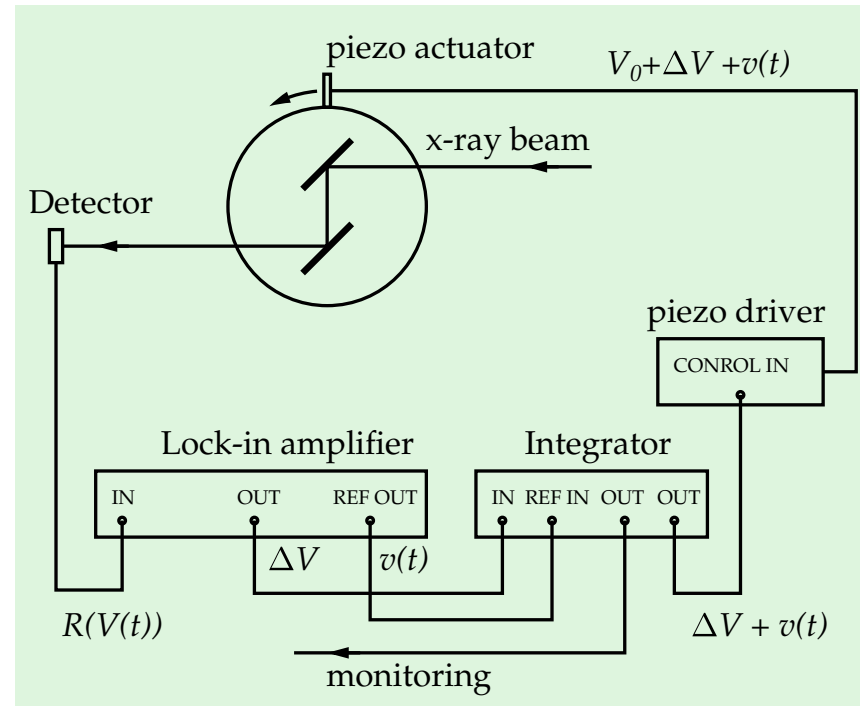 piezo actuator
V₀+ΔV +v(t)
x-ray beam
Detector
piezo driver
CONROL IN
Lock-in amplifier
Integrator
IN OUT REF OUT
IN REF IN OUT OUT
ΔV v(t)
R(V(t))
ΔV + v(t)
monitoring